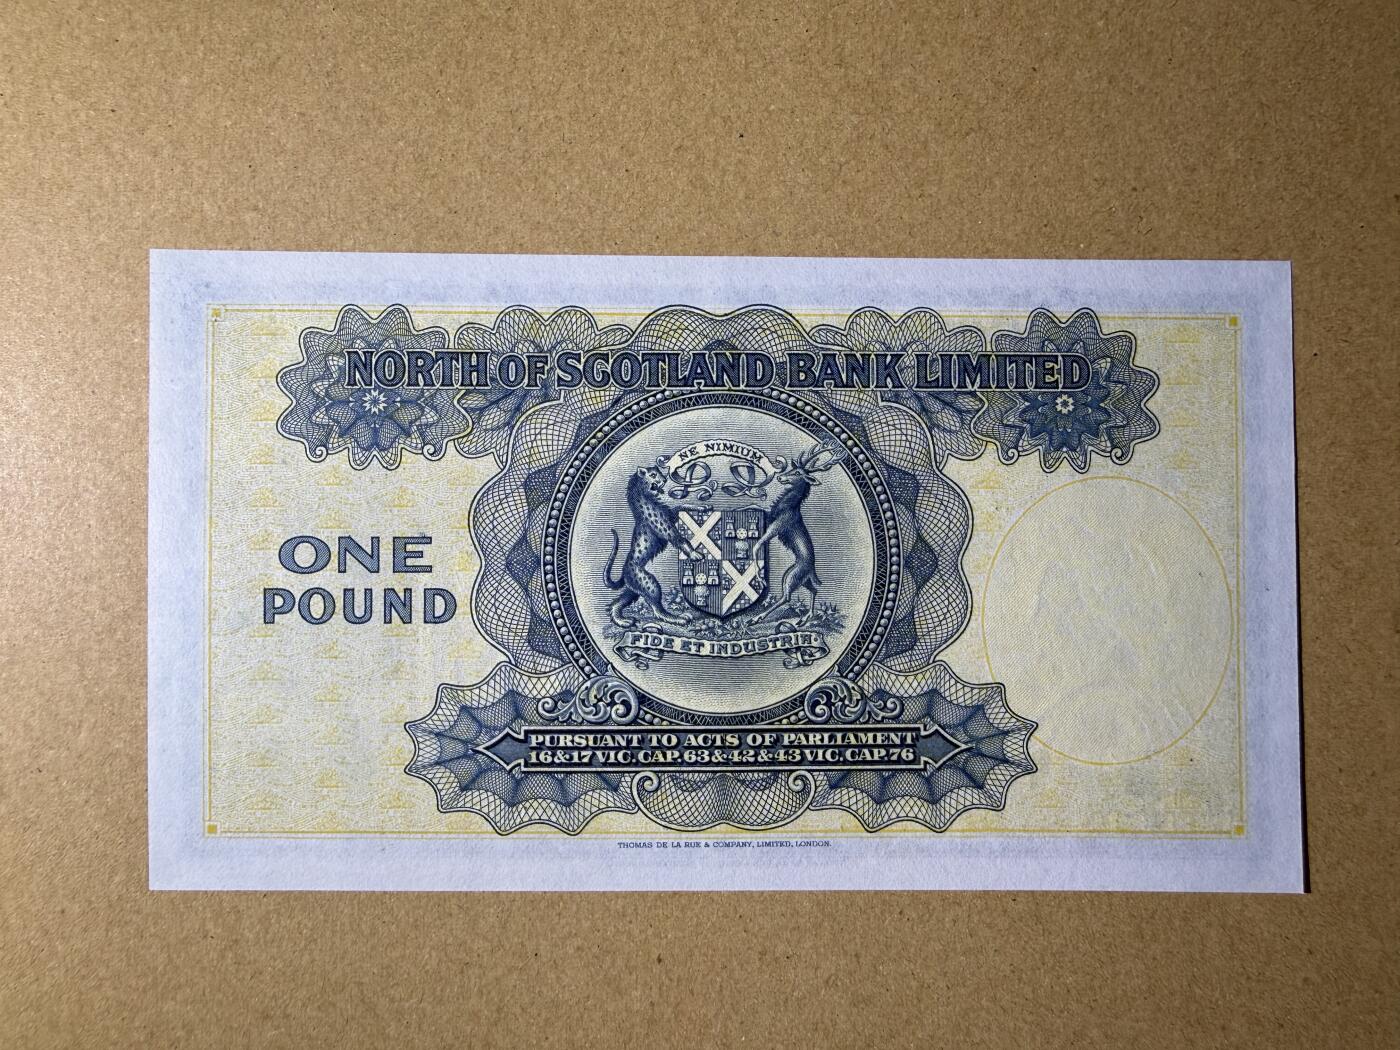 NORTH OF SCOTLAND BANK LIMITED
NE NIMIUM
ONE
POUND
FIDE ET INDUSTRIA·
PURSUANT TO ACTS OF PARLIAMENT
16&17 VIC. CAP. 63 & 42 & 43 VIC. CAP. 76
THOMAS DE LA RUE & COMPANY, LIMITED, LONDON.